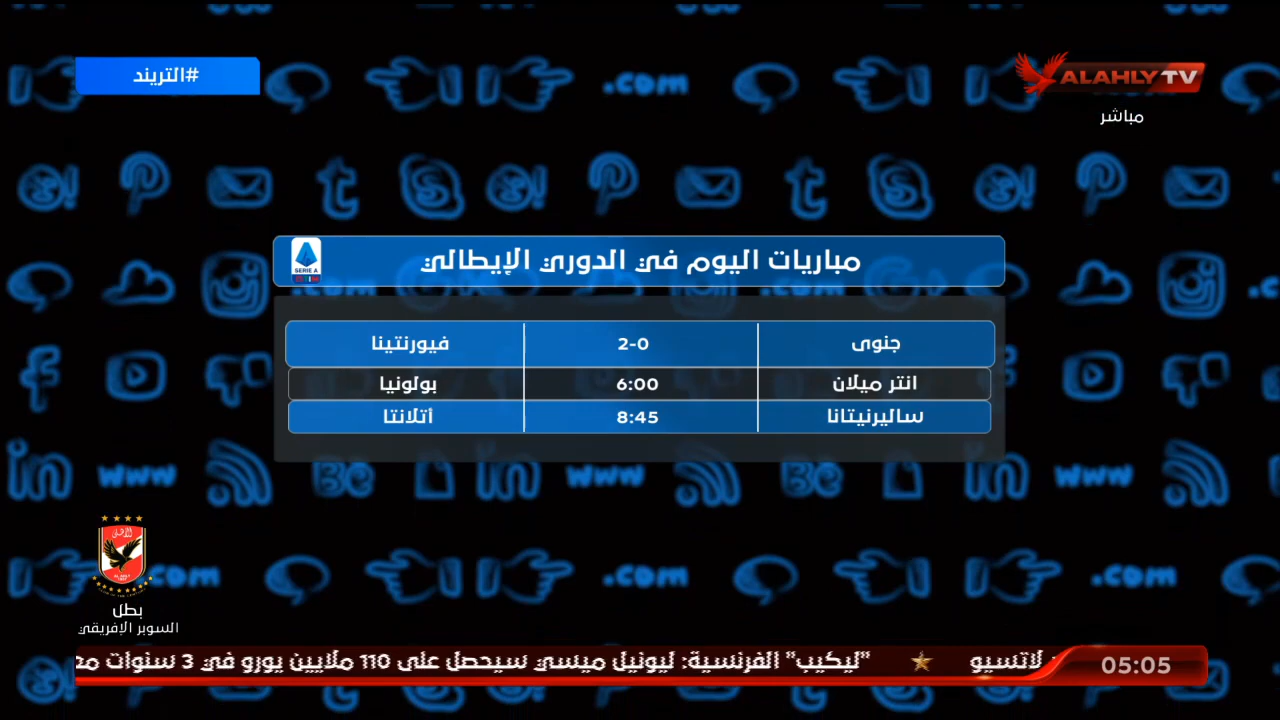 #التريند
ALAHLY TV
مباشر
SERIE A
مباريات اليوم في الدوري الإيطالي
جنوى 2-0 فيورنتينا
انتر ميلان 6:00 بولونيا
ساليرنيتانا 8:45 أتلانتا
بطل
السوبر الإفريقي
05:05
لاتسيو ★ "ليكيب" الفرنسية: ليونيل ميسي سيحصل على 110 ملايين يورو في 3 سنوات